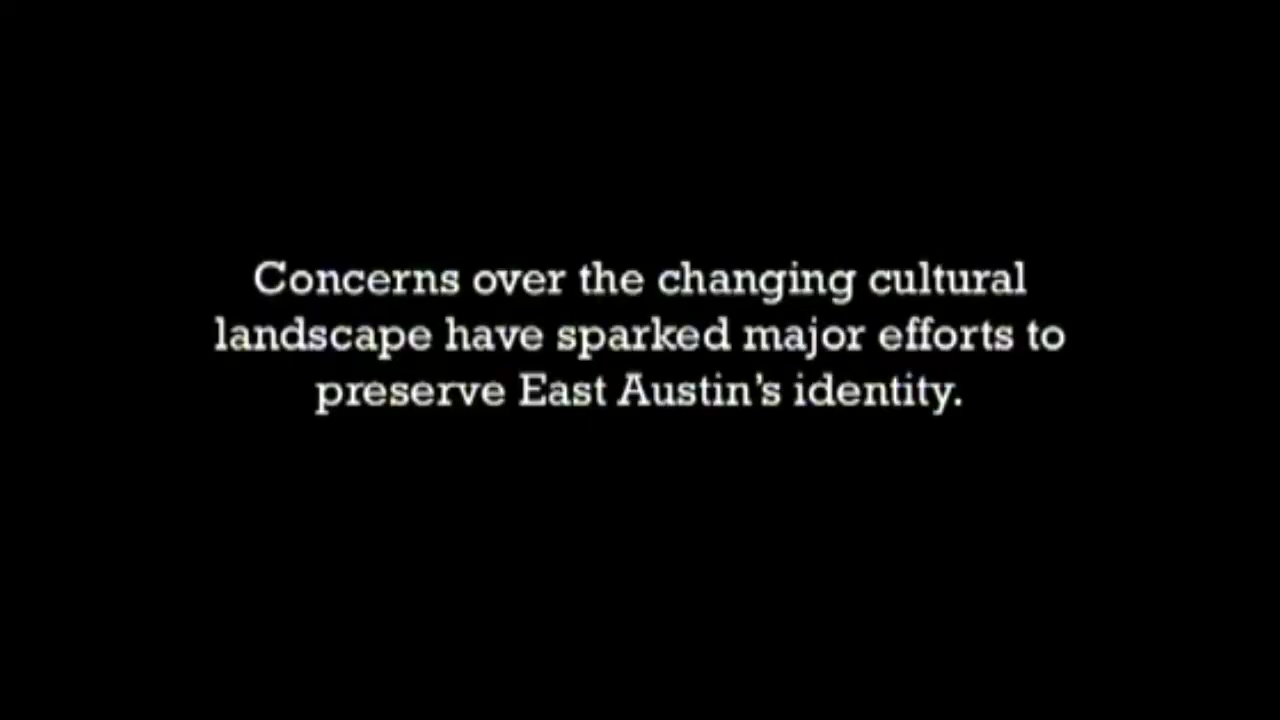 Concerns over the changing cultural
landscape have sparked major efforts to
preserve East Austin’s identity.